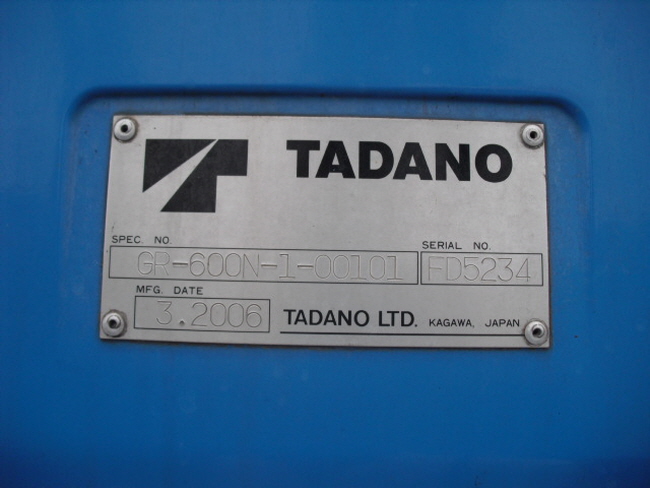 TADANO
SPEC. NO. SERIAL NO.
GR-600N-1-00101 FD5234
MFG. DATE
3.2006 TADANO LTD. KAGAWA, JAPAN